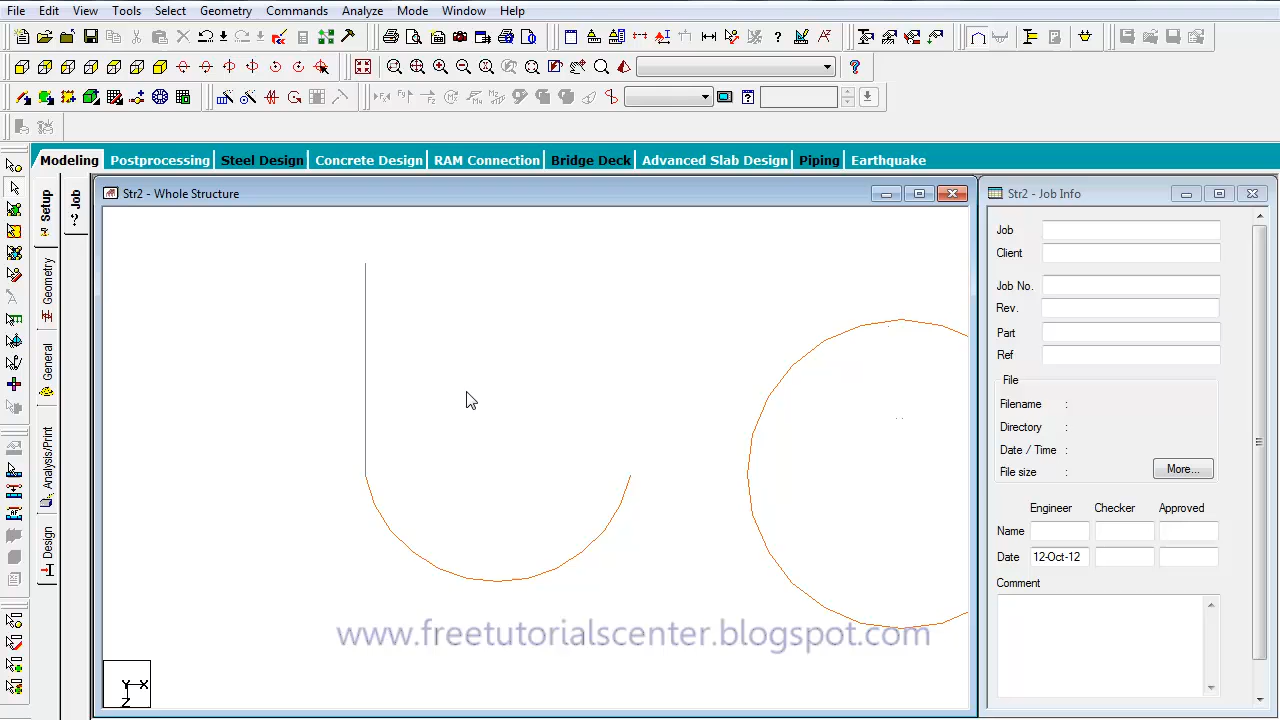 File Edit View Tools Select Geometry Commands Analyze Mode Window Help
Modeling Postprocessing Steel Design Concrete Design RAM Connection Bridge Deck Advanced Slab Design Piping Earthquake
Setup
Job
Geometry
General
Analysis/Print
Design
Str2 - Whole Structure
www.freetutorialscenter.blogspot.com
Y X
Z
Str2 - Job Info
Job
Client
Job No.
Rev.
Part
Ref
File
Filename :
Directory :
Date / Time :
File size :
More...
Engineer Checker Approved
Name
Date 12-Oct-12
Comment